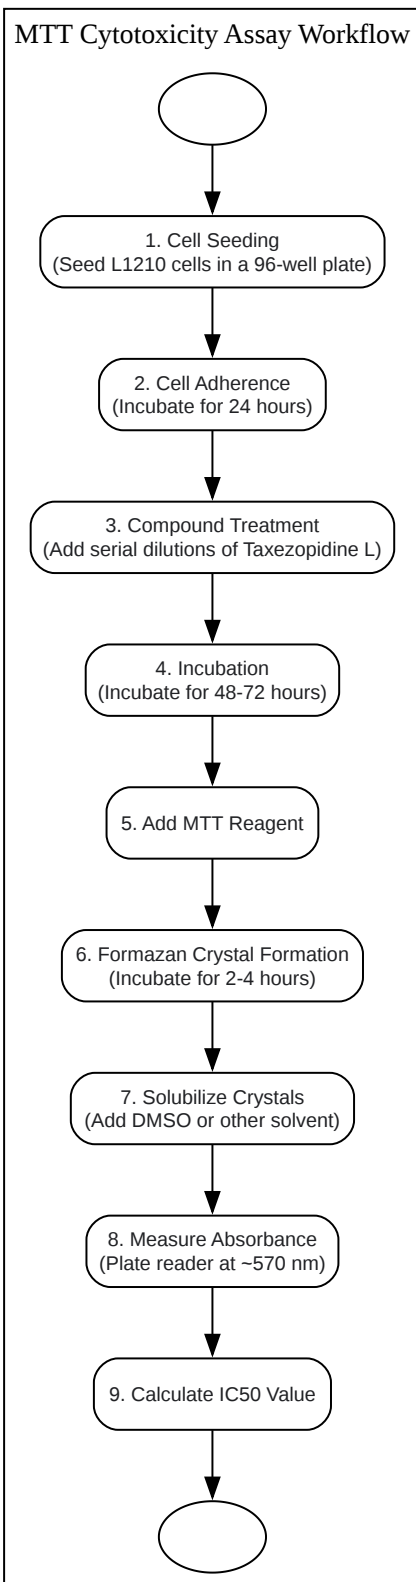 MTT Cytotoxicity Assay Workflow
1. Cell Seeding
(Seed L1210 cells in a 96-well plate)
2. Cell Adherence
(Incubate for 24 hours)
3. Compound Treatment
(Add serial dilutions of Taxezopidine L)
4. Incubation
(Incubate for 48-72 hours)
5. Add MTT Reagent
6. Formazan Crystal Formation
(Incubate for 2-4 hours)
7. Solubilize Crystals
(Add DMSO or other solvent)
8. Measure Absorbance
(Plate reader at ~570 nm)
9. Calculate IC50 Value